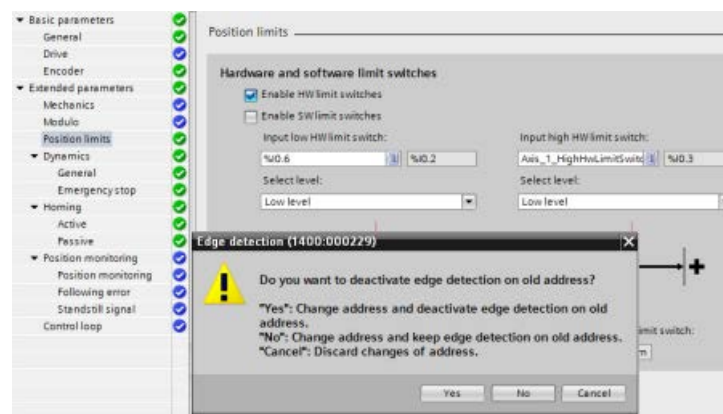 Basic parameters
General
Drive
Encoder
Extended parameters
Mechanics
Modulo
Position limits
Dynamics
General
Emergency stop
Homing
Active
Passive
Position monitoring
Position monitoring
Following error
Standstill signal
Control loop
Position limits
Hardware and software limit switches
Enable HW limit switches
Enable SW limit switches
Input low HW limit switch:
Input high HW limit switch:
%I0.6
%I0.2
Axis_1_HighHwLimitSwitc
%I0.3
Select level:
Select level:
Low level
Low level
Edge detection (1400:000229)
X
Do you want to deactivate edge detection on old address?
"Yes": Change address and deactivate edge detection on old
address.
"No": Change address and keep edge detection on old address.
"Cancel": Discard changes of address.
Yes
No
Cancel
+
imit switch:
m